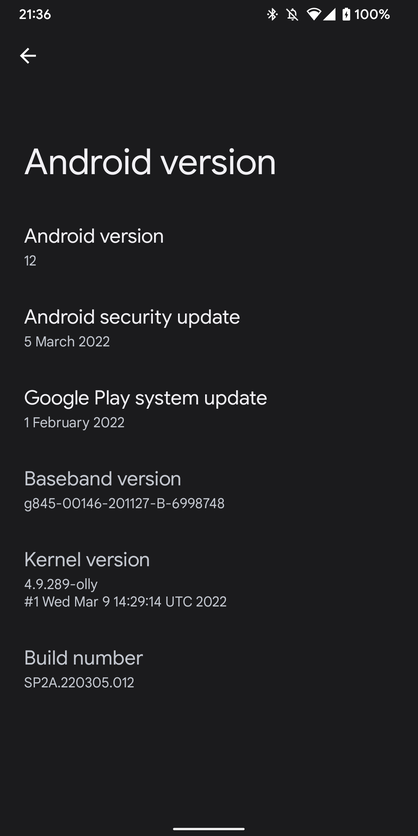 21:36
100%
Android version
Android version
12
Android security update
5 March 2022
Google Play system update
1 February 2022
Baseband version
g845-00146-201127-B-6998748
Kernel version
4.9.289-olly
#1 Wed Mar 9 14:29:14 UTC 2022
Build number
SP2A.220305.012